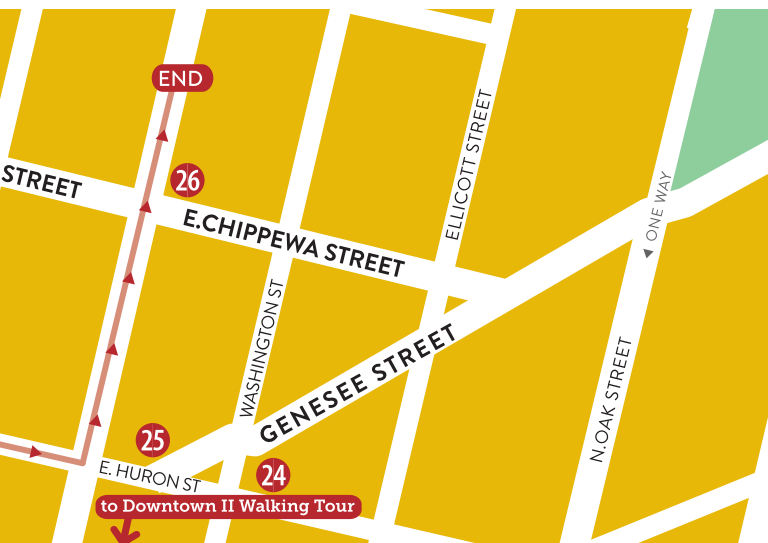 END
26
STREET
E.CHIPPEWA STREET
ELLICOTT STREET
ONE WAY
WASHINGTON ST
GENESEE STREET
N.OAK STREET
25
24
E. HURON ST
to Downtown II Walking Tour